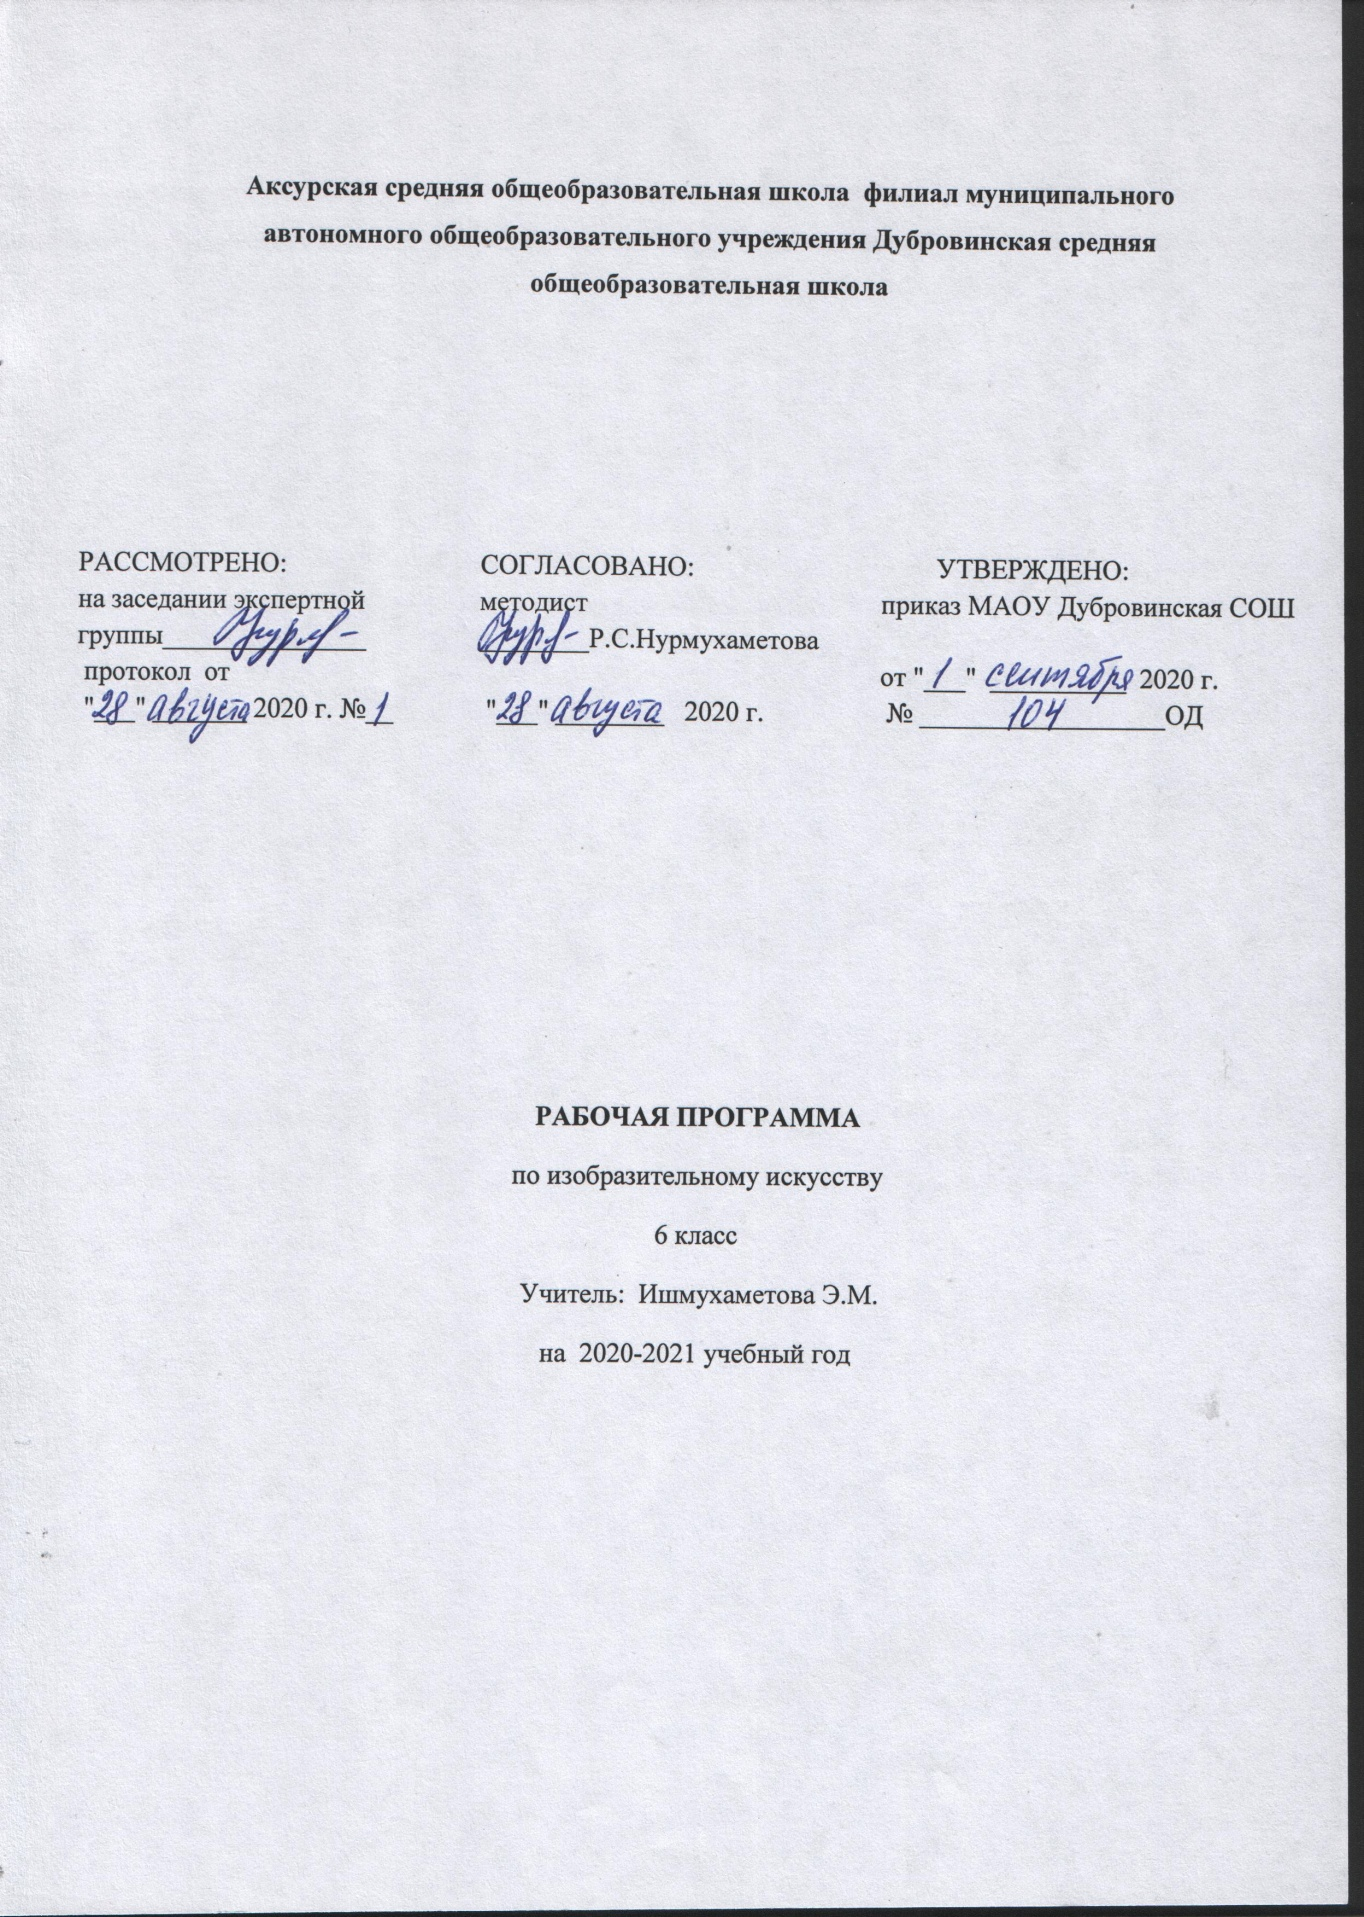 Аксурская средняя общеобразовательная школа филиал муниципального
автономного общеобразовательного учреждения Дубровинская средняя
общеобразовательная школа
РАССМОТРЕНО:
на заседании экспертной
группы_______________
протокол от
"28" августа 2020 г. № 1
СОГЛАСОВАНО:
методист
________Р.С.Нурмухаметова
"28" августа 2020 г.
УТВЕРЖДЕНО:
приказ МАОУ Дубровинская СОШ
от "1" сентября 2020 г.
№ 104 ОД
РАБОЧАЯ ПРОГРАММА
по изобразительному искусству
6 класс
Учитель: Ишмухаметова Э.М.
на 2020-2021 учебный год